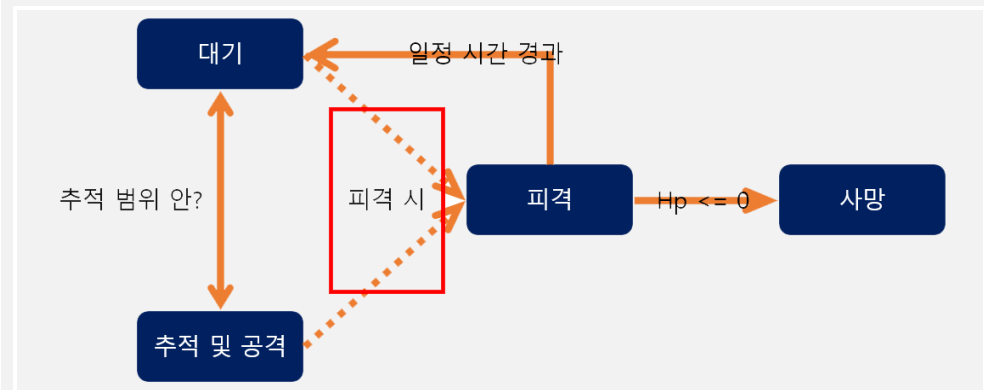 대기
일정 시간 경과
추적 범위 안?
피격 시
피격
Hp <= 0
사망
추적 및 공격